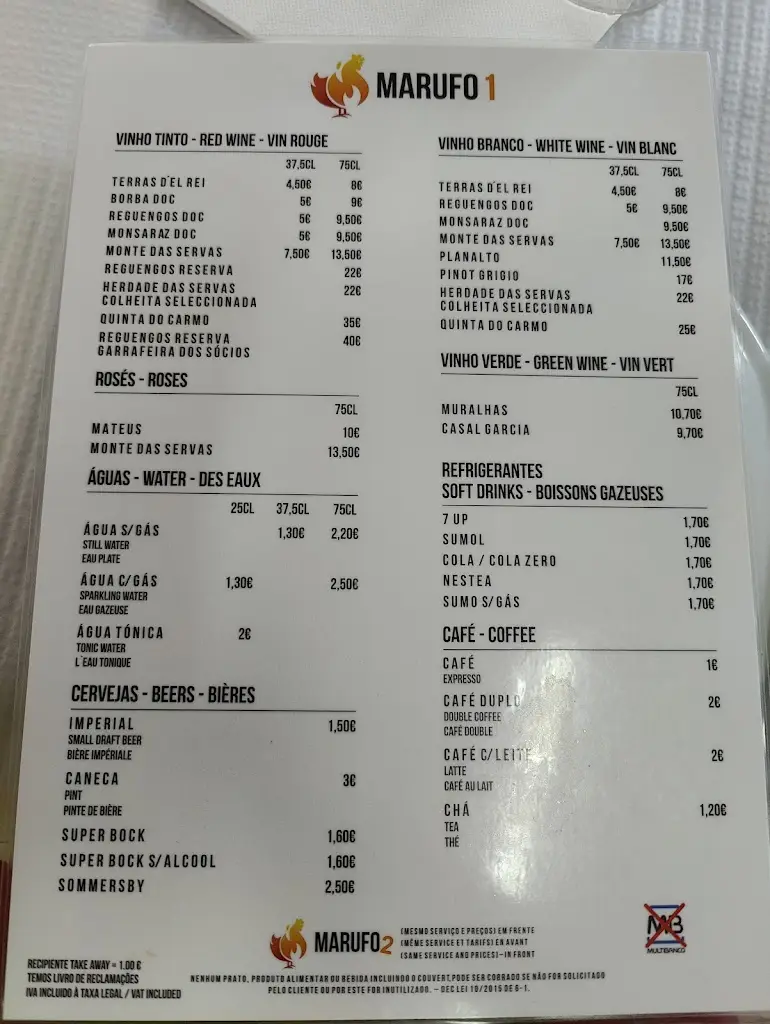 MARUFO 1
VINHO TINTO - RED WINE - VIN ROUGE
37,5CL 75CL
TERRAS D'EL REI 4,50€ 8€
BORBA DOC 5€ 9€
REGUENGOS DOC 5€ 9,50€
MONSARAZ DOC 5€ 9,50€
MONTE DAS SERVAS 7,50€ 13,50€
REGUENGOS RESERVA 22€
HERDADE DAS SERVAS
COLHEITA SELECCIONADA 22€
QUINTA DO CARMO 35€
REGUENGOS RESERVA
GARRAFEIRA DOS SÓCIOS 40€
ROSÉS - ROSES
75CL
MATEUS 10€
MONTE DAS SERVAS 13,50€
ÁGUAS - WATER - DES EAUX
25CL 37,5CL 75CL
ÁGUA S/GÁS 1,30€ 2,20€
STILL WATER
EAU PLATE
ÁGUA C/GÁS 1,30€ 2,50€
SPARKLING WATER
EAU GAZEUSE
ÁGUA TÓNICA 2€
TONIC WATER
L'EAU TONIQUE
CERVEJAS - BEERS - BIÈRES
IMPERIAL 1,50€
SMALL DRAFT BEER
BIÈRE IMPÉRIALE
CANECA 3€
PINT
PINTE DE BIÈRE
SUPER BOCK 1,60€
SUPER BOCK S/ALCOOL 1,60€
SOMMERSBY 2,50€
VINHO BRANCO - WHITE WINE - VIN BLANC
37,5CL 75CL
TERRAS D'EL REI 4,50€ 8€
REGUENGOS DOC 5€ 9,50€
MONSARAZ DOC 9,50€
MONTE DAS SERVAS 7,50€ 13,50€
PLANALTO 11,50€
PINOT GRIGIO 17€
HERDADE DAS SERVAS
COLHEITA SELECCIONADA 22€
QUINTA DO CARMO 25€
VINHO VERDE - GREEN WINE - VIN VERT
75CL
MURALHAS 10,70€
CASAL GARCIA 9,70€
REFRIGERANTES
SOFT DRINKS - BOISSONS GAZEUSES
7 UP 1,70€
SUMOL 1,70€
COLA / COLA ZERO 1,70€
NESTEA 1,70€
SUMO S/GÁS 1,70€
CAFÉ - COFFEE
CAFÉ 1€
EXPRESSO
CAFÉ DUPLO 2€
DOUBLE COFFEE
CAFÉ DOUBLE
CAFÉ C/LEITE 2€
LATTE
CAFÉ AU LAIT
CHÁ 1,20€
TEA
THÉ
MARUFO 2
(MESMO SERVIÇO E PREÇOS) EM FRENTE
(MÊME SERVICE ET TARIFS) EN AVANT
(SAME SERVICE AND PRICES) - IN FRONT
MB
MULTIBANCO
RECIPIENTE TAKE AWAY = 1.00 €
TEMOS LIVRO DE RECLAMAÇÕES
IVA INCLUIDO À TAXA LEGAL / VAT INCLUDED
NENHUM PRATO, PRODUTO ALIMENTAR OU BEBIDA INCLUINDO O COUVERT, PODE SER COBRADO SE NÃO FOR SOLICITADO
PELO CLIENTE OU POR ESTE FOR INUTILIZADO. - DEC LEI 10/2015 DE 6-1.